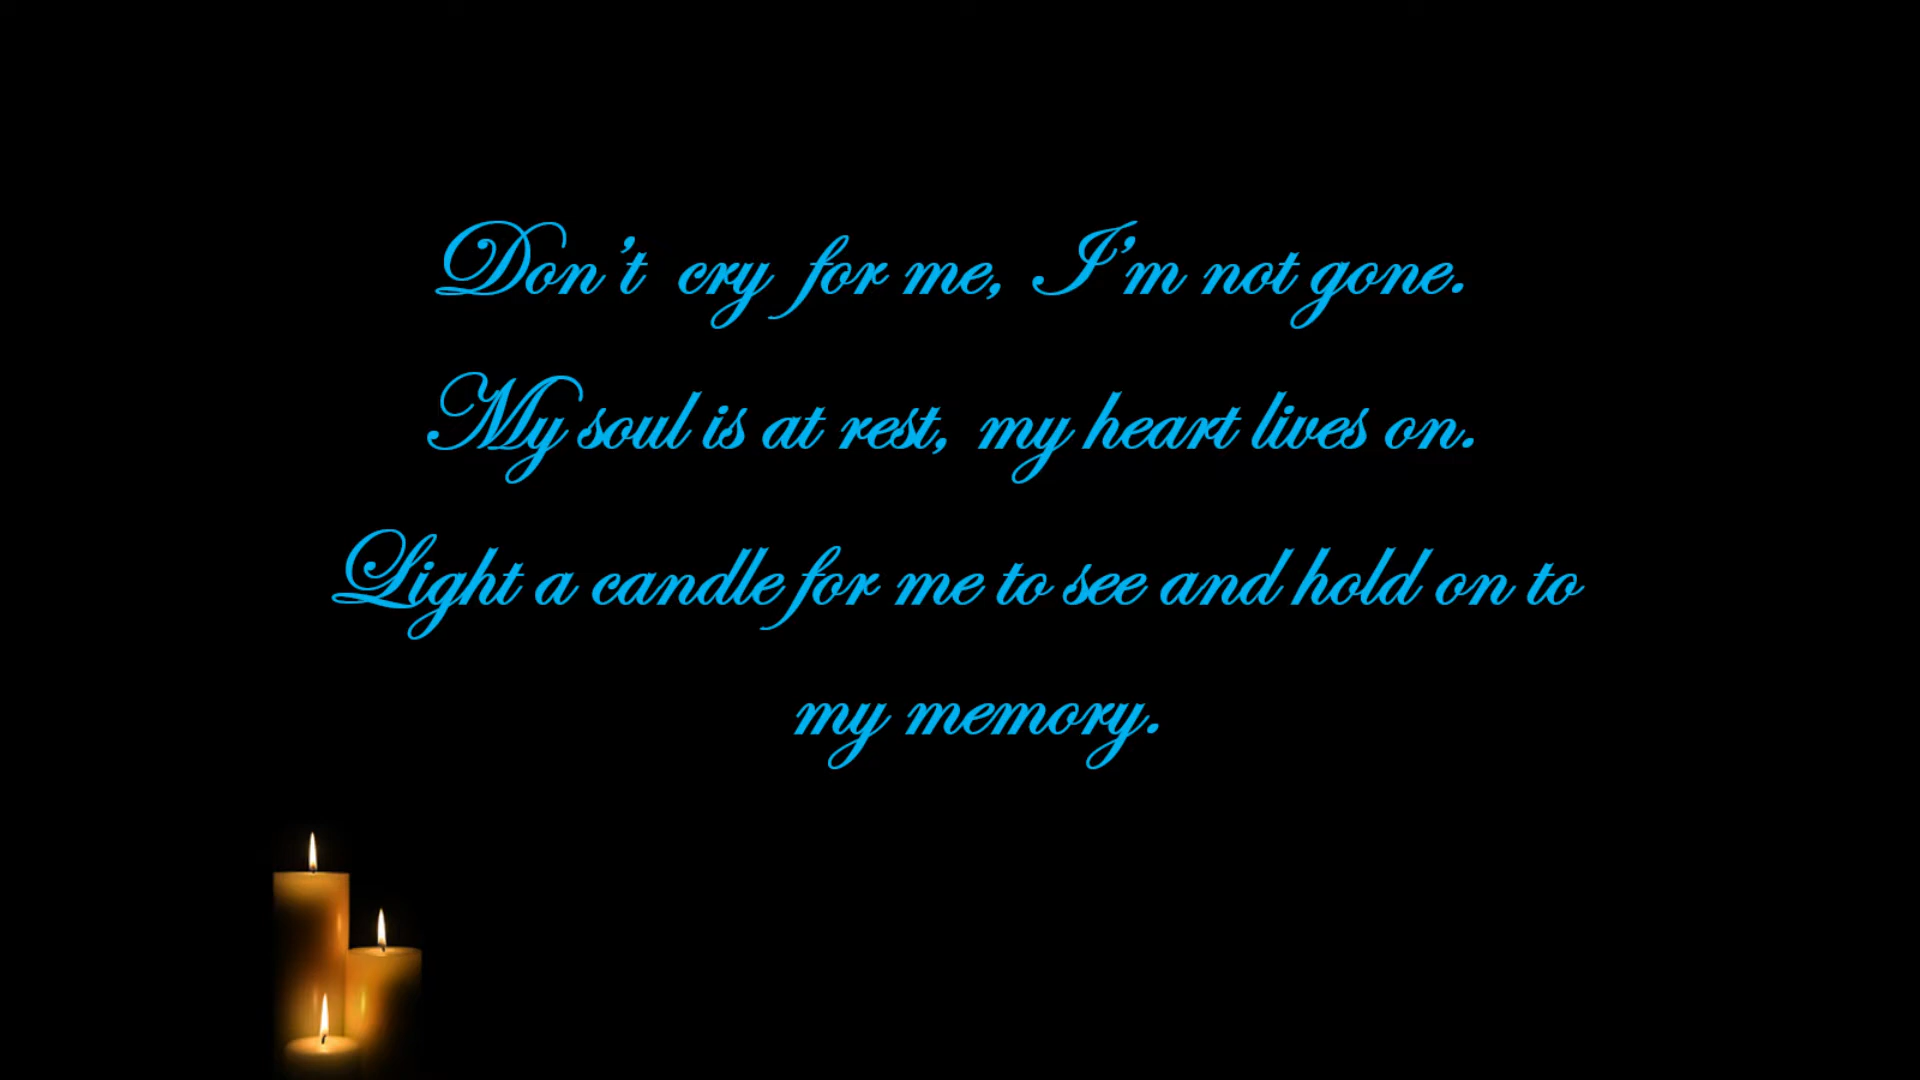 Don't cry for me, I'm not gone.
My soul is at rest, my heart lives on.
Light a candle for me to see and hold on to
my memory.